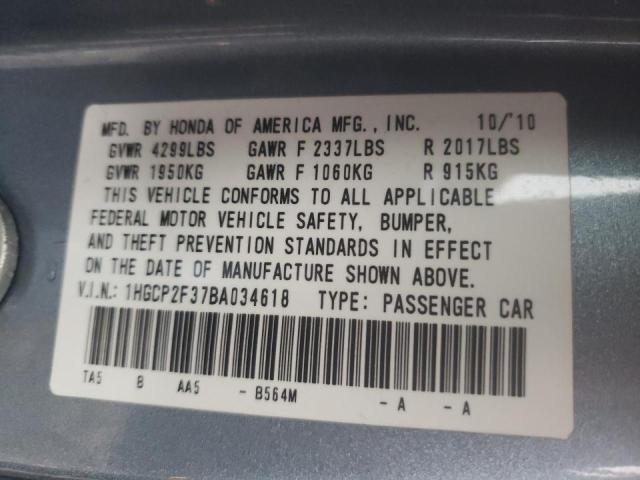 MFD. BY HONDA OF AMERICA MFG., INC. 10/'10
GVWR 4299LBS GAWR F 2337LBS R 2017LBS
GVWR 1950KG GAWR F 1060KG R 915KG
THIS VEHICLE CONFORMS TO ALL APPLICABLE
FEDERAL MOTOR VEHICLE SAFETY, BUMPER,
AND THEFT PREVENTION STANDARDS IN EFFECT
ON THE DATE OF MANUFACTURE SHOWN ABOVE.
V.I.N.: 1HGCP2F37BA034618 TYPE: PASSENGER CAR
TA5 B AA5 - B564M - A - A